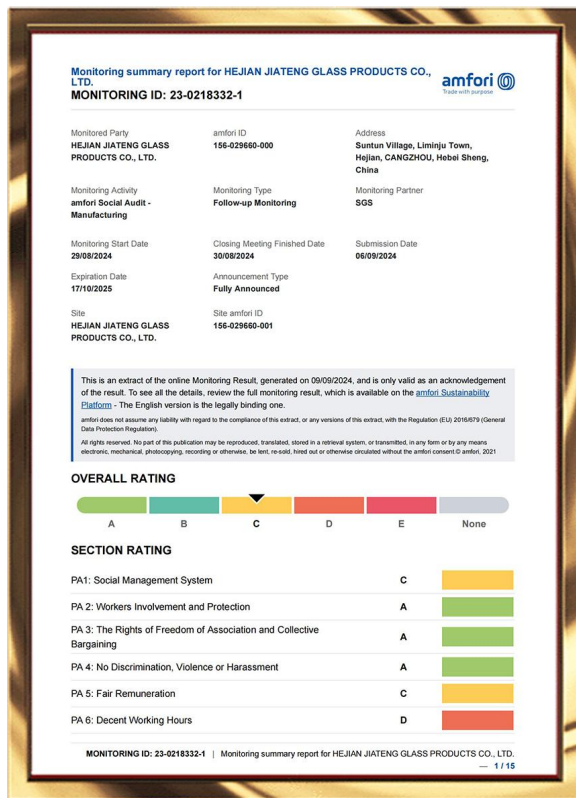 Monitoring summary report for HEJIAN JIATENG GLASS PRODUCTS CO.,
LTD.
MONITORING ID: 23-0218332-1
amfori
Trade with purpose
Monitored Party
HEJIAN JIATENG GLASS
PRODUCTS CO., LTD.
amfori ID
156-029660-000
Address
Suntun Village, Liminju Town,
Hejian, CANGZHOU, Hebei Sheng,
China
Monitoring Activity
amfori Social Audit -
Manufacturing
Monitoring Type
Follow-up Monitoring
Monitoring Partner
SGS
Monitoring Start Date
29/08/2024
Closing Meeting Finished Date
30/08/2024
Submission Date
06/09/2024
Expiration Date
17/10/2025
Announcement Type
Fully Announced
Site
HEJIAN JIATENG GLASS
PRODUCTS CO., LTD.
Site amfori ID
156-029660-001
This is an extract of the online Monitoring Result, generated on 09/09/2024, and is only valid as an acknowledgement
of the result. To see all the details, review the full monitoring result, which is available on the amfori Sustainability
Platform - The English version is the legally binding one.
amfori does not assume any liability with regard to the compliance of this extract, or any versions of this extract, with the Regulation (EU) 2016/679 (General
Data Protection Regulation).
All rights reserved. No part of this publication may be reproduced, translated, stored in a retrieval system, or transmitted, in any form or by any means
electronic, mechanical, photocopying, recording or otherwise, be lent, re-sold, hired out or otherwise circulated without the amfori consent.© amfori, 2021
OVERALL RATING
A B C D E None
SECTION RATING
PA1: Social Management System C
PA 2: Workers Involvement and Protection A
PA 3: The Rights of Freedom of Association and Collective
Bargaining A
PA 4: No Discrimination, Violence or Harassment A
PA 5: Fair Remuneration C
PA 6: Decent Working Hours D
MONITORING ID: 23-0218332-1 | Monitoring summary report for HEJIAN JIATENG GLASS PRODUCTS CO., LTD.
— 1 / 15